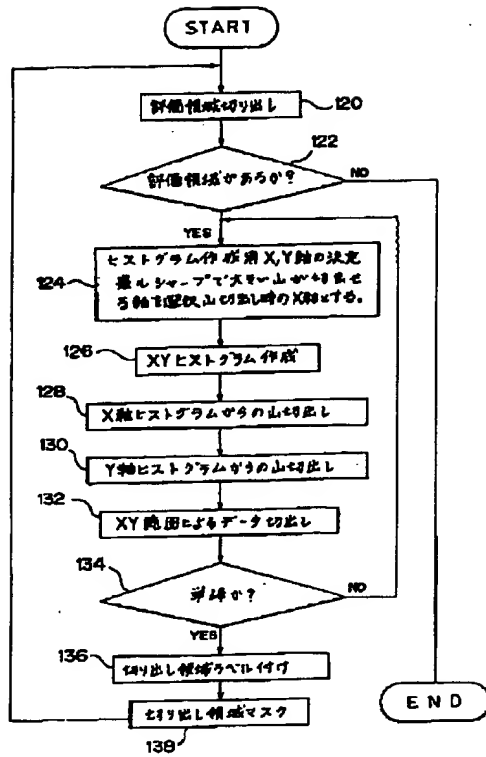 START
評価領域切り出し
120
122
評価領域があるか?
NO
YES
ヒストグラム作成用X,Y軸の決定
最もシャープで大きい山が切出せ
る軸を選択山切出し時のX軸とする。
124
126
XYヒストグラム作成
128
X軸ヒストグラムからの山切出し
130
Y軸ヒストグラムからの山切出し
132
XY範囲によるデータ切出し
134
単峰か?
NO
YES
136
切り出し領域ラベル付け
切り出し領域マスク
138
END